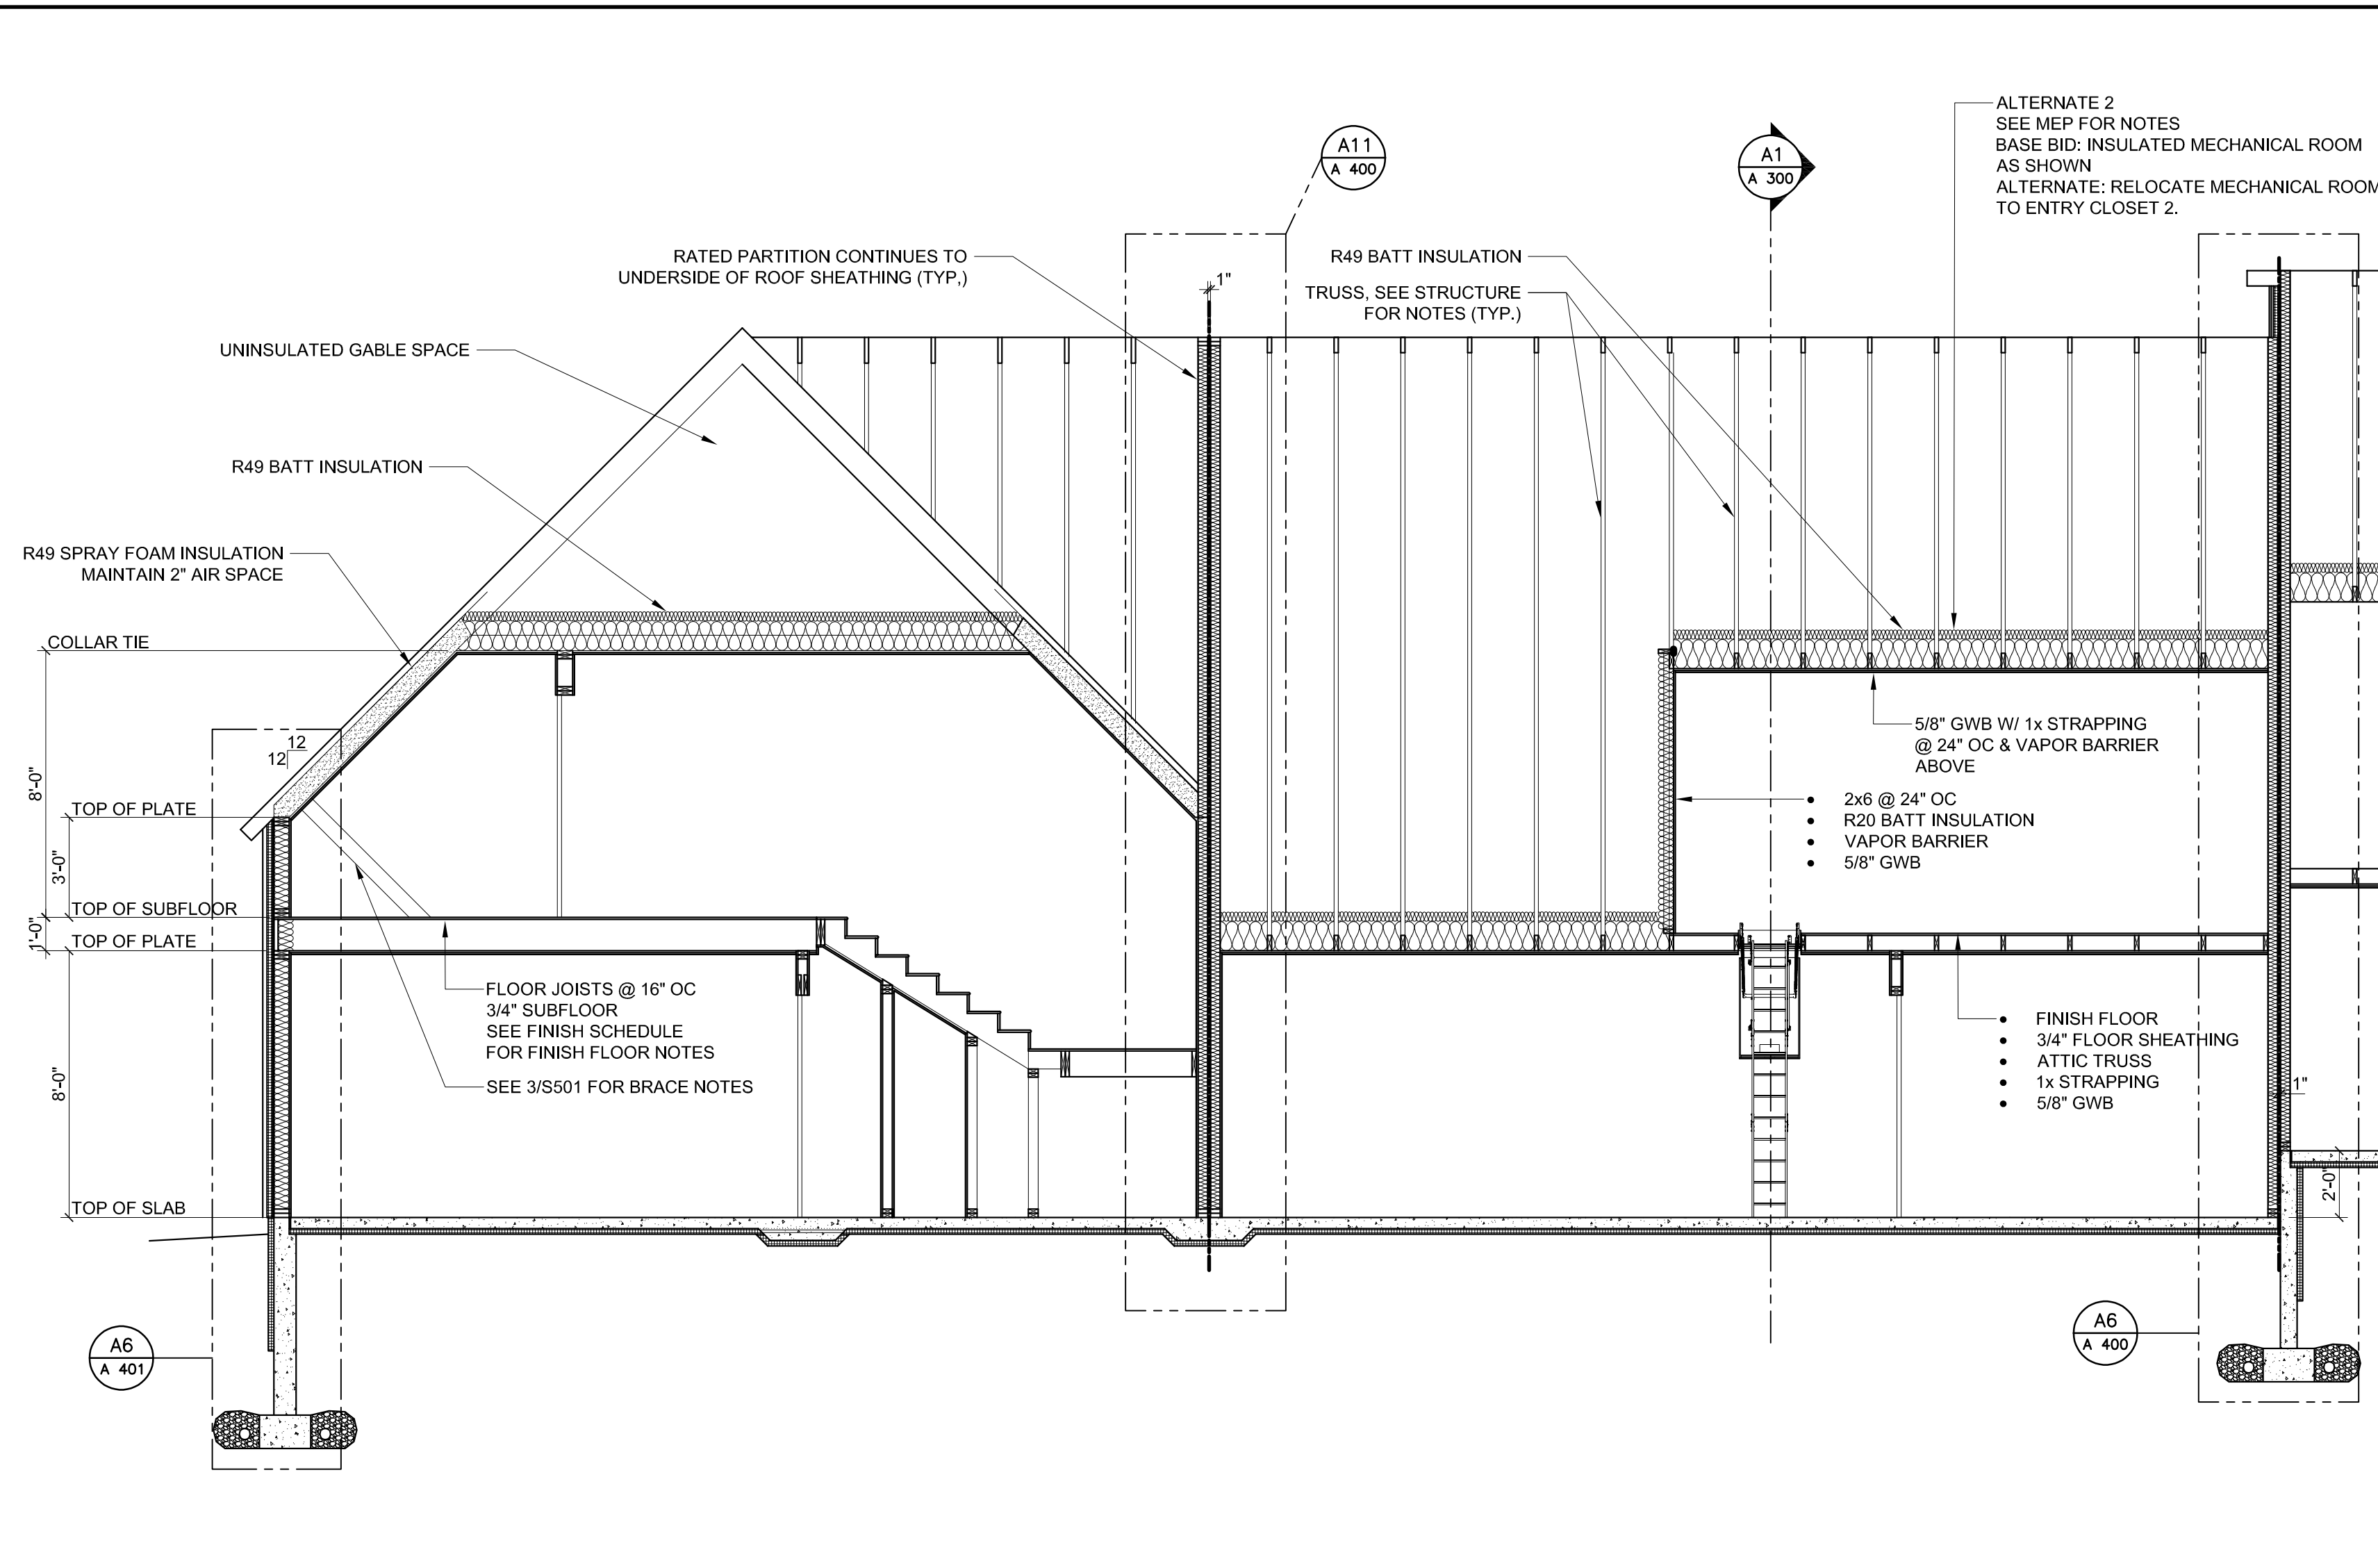 ALTERNATE 2
SEE MEP FOR NOTES
BASE BID: INSULATED MECHANICAL ROOM
AS SHOWN
ALTERNATE: RELOCATE MECHANICAL ROOM
TO ENTRY CLOSET 2.
A11
A 400
A1
A 300
RATED PARTITION CONTINUES TO
UNDERSIDE OF ROOF SHEATHING (TYP,)
1"
R49 BATT INSULATION
TRUSS, SEE STRUCTURE
FOR NOTES (TYP.)
UNINSULATED GABLE SPACE
R49 BATT INSULATION
R49 SPRAY FOAM INSULATION
MAINTAIN 2" AIR SPACE
COLLAR TIE
12
12
8'-0"
TOP OF PLATE
3'-0"
TOP OF SUBFLOOR
1'-0"
TOP OF PLATE
8'-0"
TOP OF SLAB
5/8" GWB W/ 1x STRAPPING
@ 24" OC & VAPOR BARRIER
ABOVE
• 2x6 @ 24" OC
• R20 BATT INSULATION
• VAPOR BARRIER
• 5/8" GWB
FLOOR JOISTS @ 16" OC
3/4" SUBFLOOR
SEE FINISH SCHEDULE
FOR FINISH FLOOR NOTES
SEE 3/S501 FOR BRACE NOTES
• FINISH FLOOR
• 3/4" FLOOR SHEATHING
• ATTIC TRUSS
• 1x STRAPPING
• 5/8" GWB
1"
2'-0"
A6
A 401
A6
A 400